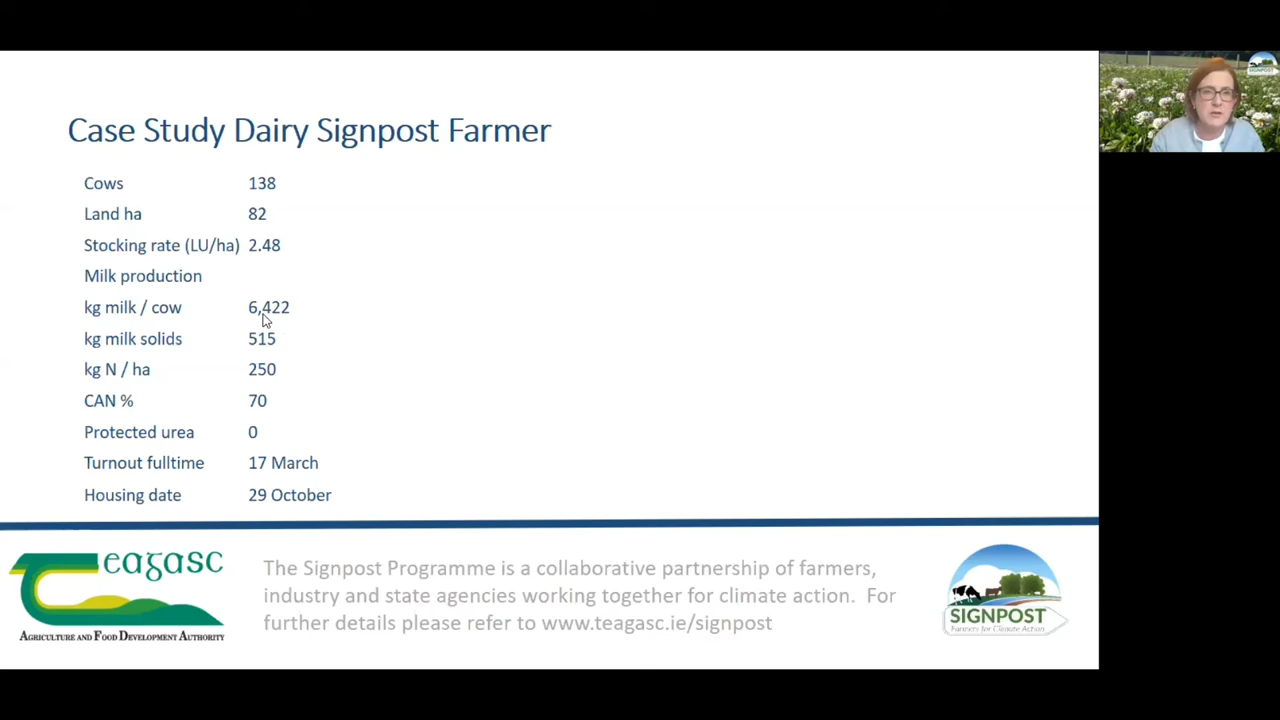 Case Study Dairy Signpost Farmer
Cows 138
Land ha 82
Stocking rate (LU/ha) 2.48
Milk production
kg milk / cow 6,422
kg milk solids 515
kg N / ha 250
CAN % 70
Protected urea 0
Turnout fulltime 17 March
Housing date 29 October
Teagasc
AGRICULTURE AND FOOD DEVELOPMENT AUTHORITY
The Signpost Programme is a collaborative partnership of farmers,
industry and state agencies working together for climate action. For
further details please refer to www.teagasc.ie/signpost
SIGNPOST
Farmers for Climate Action
SIGNPOST